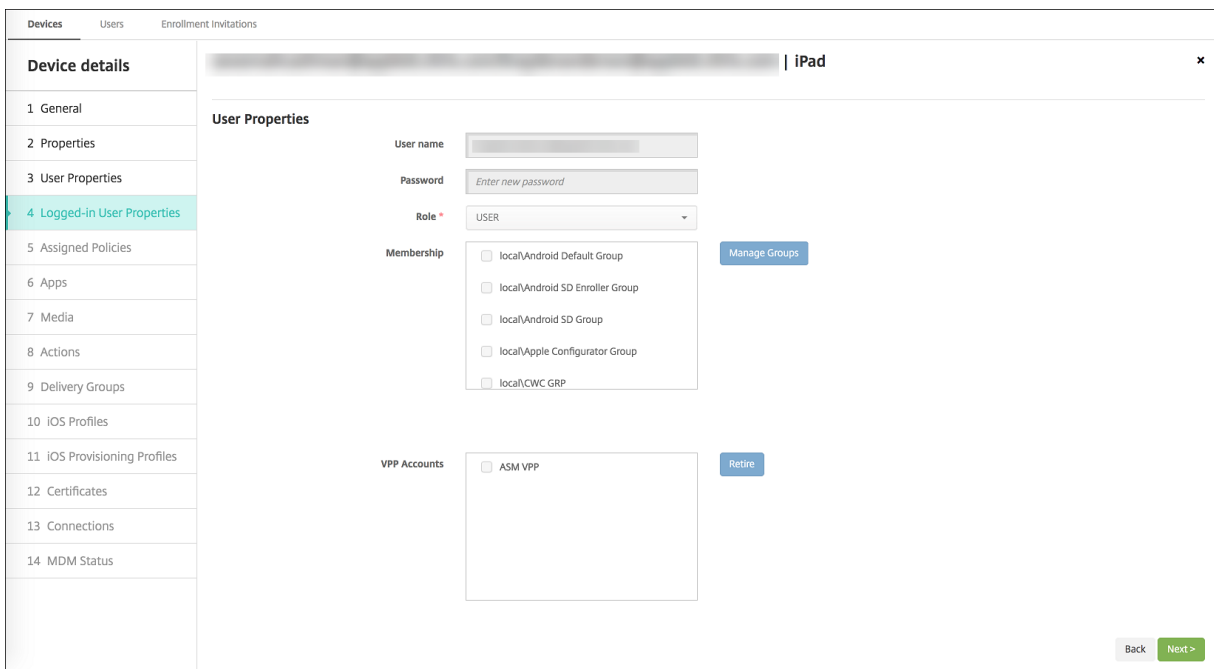 Devices Users Enrollment Invitations
Device details
| iPad
×
1 General
2 Properties
3 User Properties
4 Logged-in User Properties
5 Assigned Policies
6 Apps
7 Media
8 Actions
9 Delivery Groups
10 iOS Profiles
11 iOS Provisioning Profiles
12 Certificates
13 Connections
14 MDM Status
User Properties
User name
Password Enter new password
Role * USER
Membership
local\Android Default Group
local\Android SD Enroller Group
local\Android SD Group
local\Apple Configurator Group
local\CWC GRP
Manage Groups
VPP Accounts
ASM VPP
Retire
Back Next >